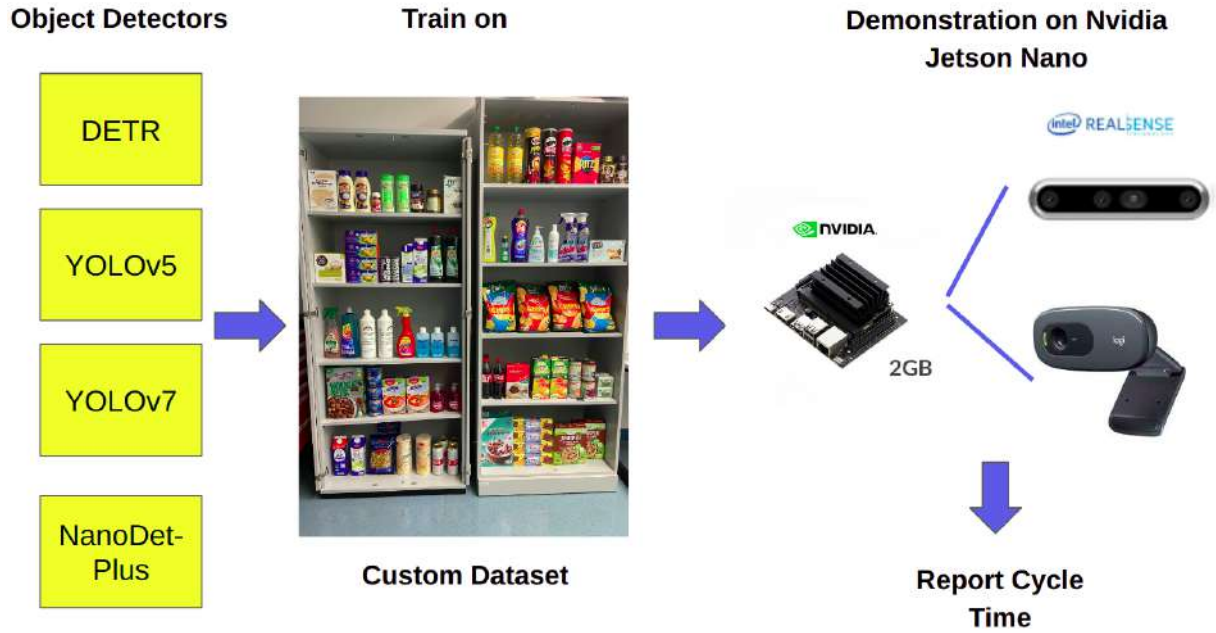 Object Detectors
Train on
Demonstration on Nvidia
Jetson Nano
DETR
YOLOv5
YOLOv7
NanoDet-
Plus
Custom Dataset
nVIDIA.
2GB
intel REALSENSE
logi
Report Cycle
Time